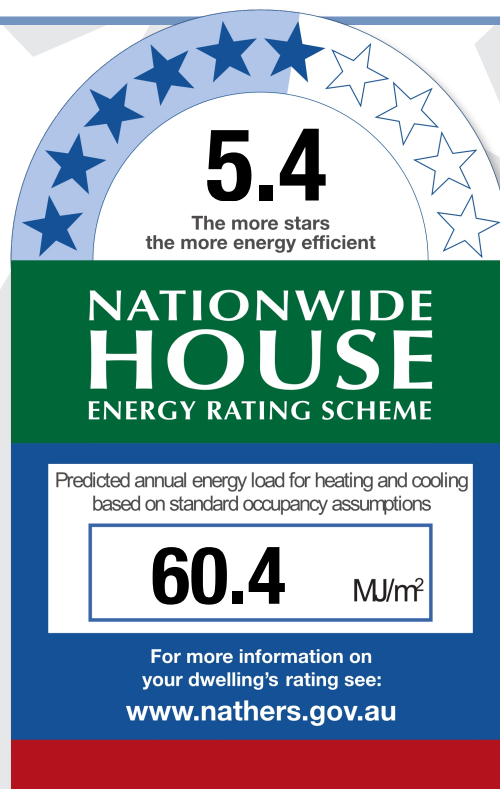 5.4
The more stars
the more energy efficient
NATIONWIDE
HOUSE
ENERGY RATING SCHEME
Predicted annual energy load for heating and cooling
based on standard occupancy assumptions
60.4 MJ/m²
For more information on
your dwelling's rating see:
www.nathers.gov.au